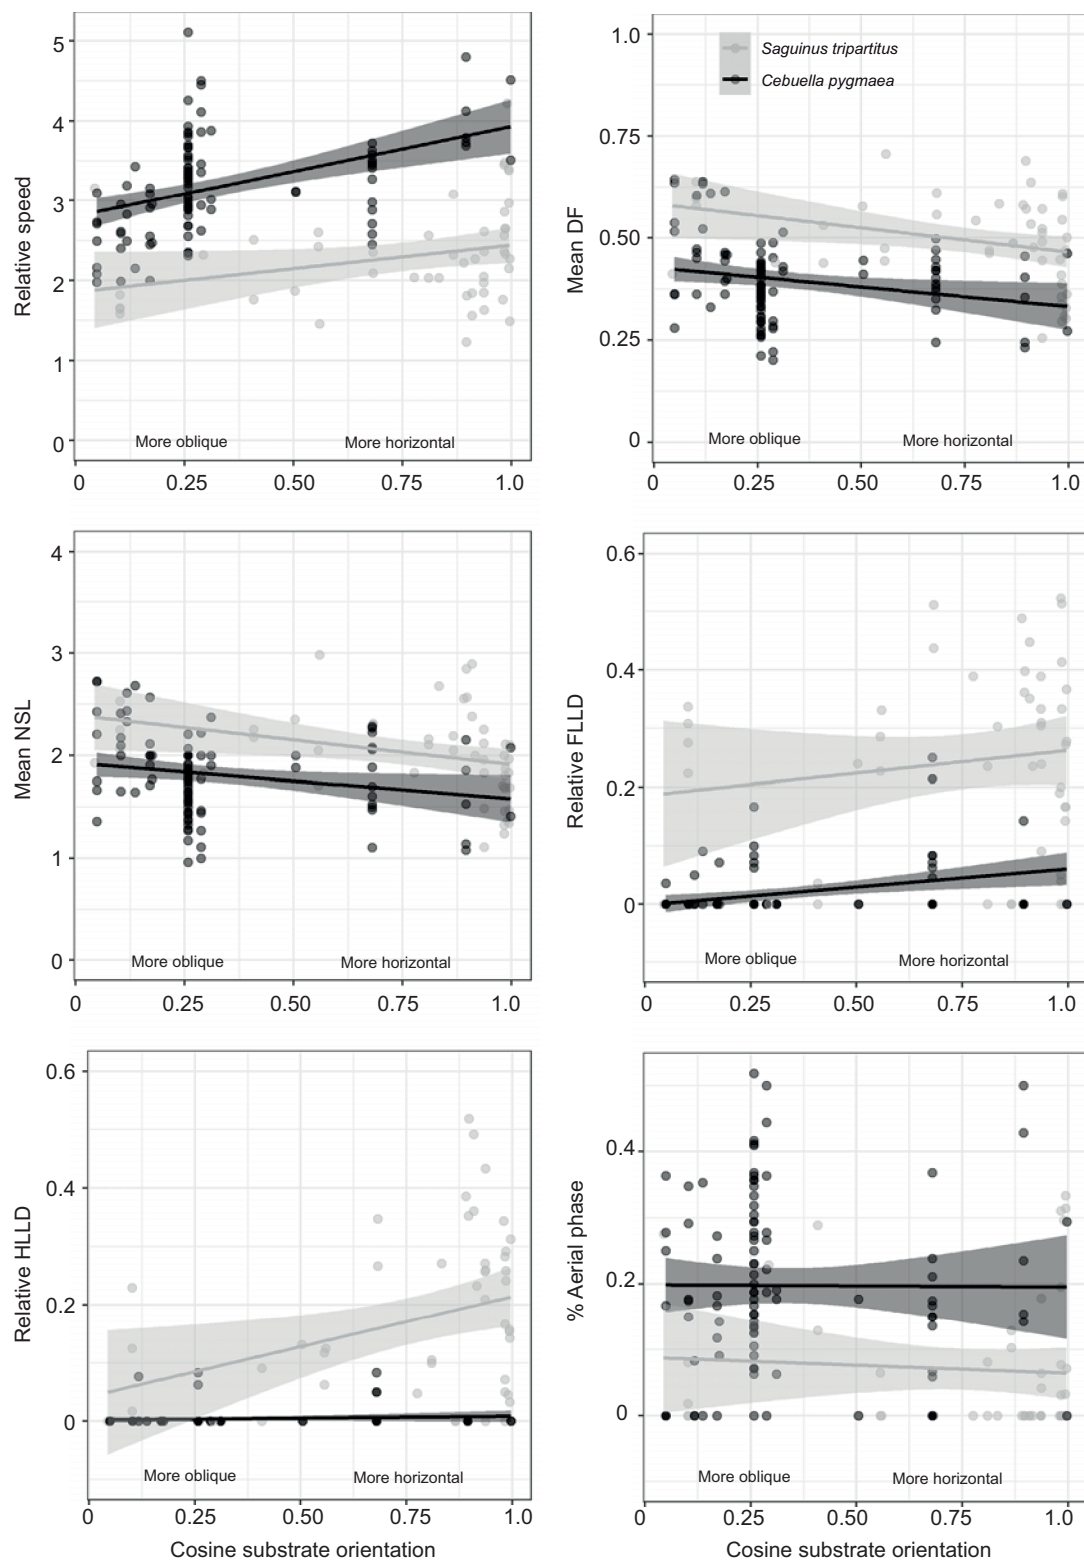 Relative speed
5
4
3
2
1
0
More oblique
More horizontal
0
0.25
0.50
0.75
1.0
Mean DF
1.0
0.75
0.50
0.25
0
Saguinus tripartitus
Cebuella pygmaea
More oblique
More horizontal
0
0.25
0.50
0.75
1.0
Mean NSL
4
3
2
1
0
More oblique
More horizontal
0
0.25
0.50
0.75
1.0
Relative FLLD
0.6
0.4
0.2
0
More oblique
More horizontal
0
0.25
0.50
0.75
1.0
Relative HLLD
0.6
0.4
0.2
0
More oblique
More horizontal
0
0.25
0.50
0.75
1.0
Cosine substrate orientation
% Aerial phase
0.4
0.2
0
More oblique
More horizontal
0
0.25
0.50
0.75
1.0
Cosine substrate orientation